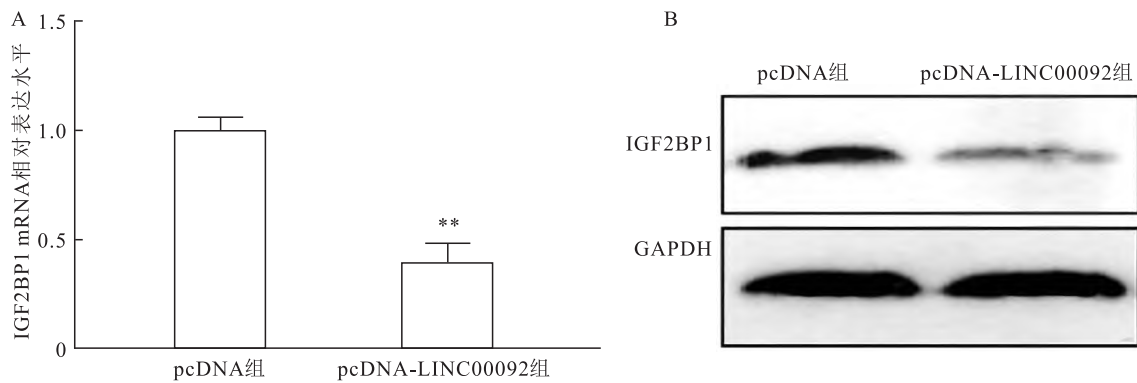 A
IGF2BP1 mRNA相对表达水平
1.5
1.0
0.5
0
**
pcDNA组
pcDNA-LINC00092组
B
pcDNA组
pcDNA-LINC00092组
IGF2BP1
GAPDH